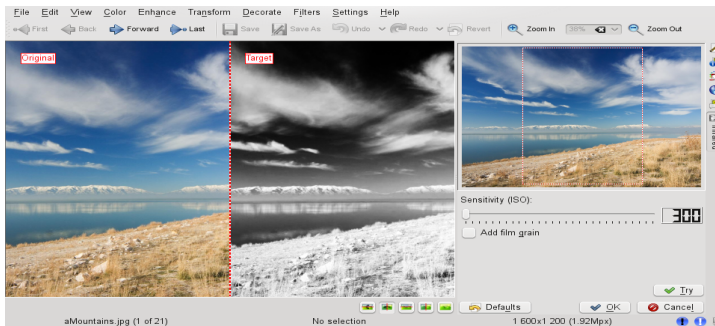 File Edit View Color Enhance Transform Decorate Filters Settings Help
First Back Forward Last Save Save As Undo Redo Revert Zoom In 38% Zoom Out
Original
Target
Sensitivity (ISO):
300
Add film grain
Try
Defaults OK Cancel
aMountains.jpg (1 of 21) No selection 1 600x1 200 (1.92Mpx)